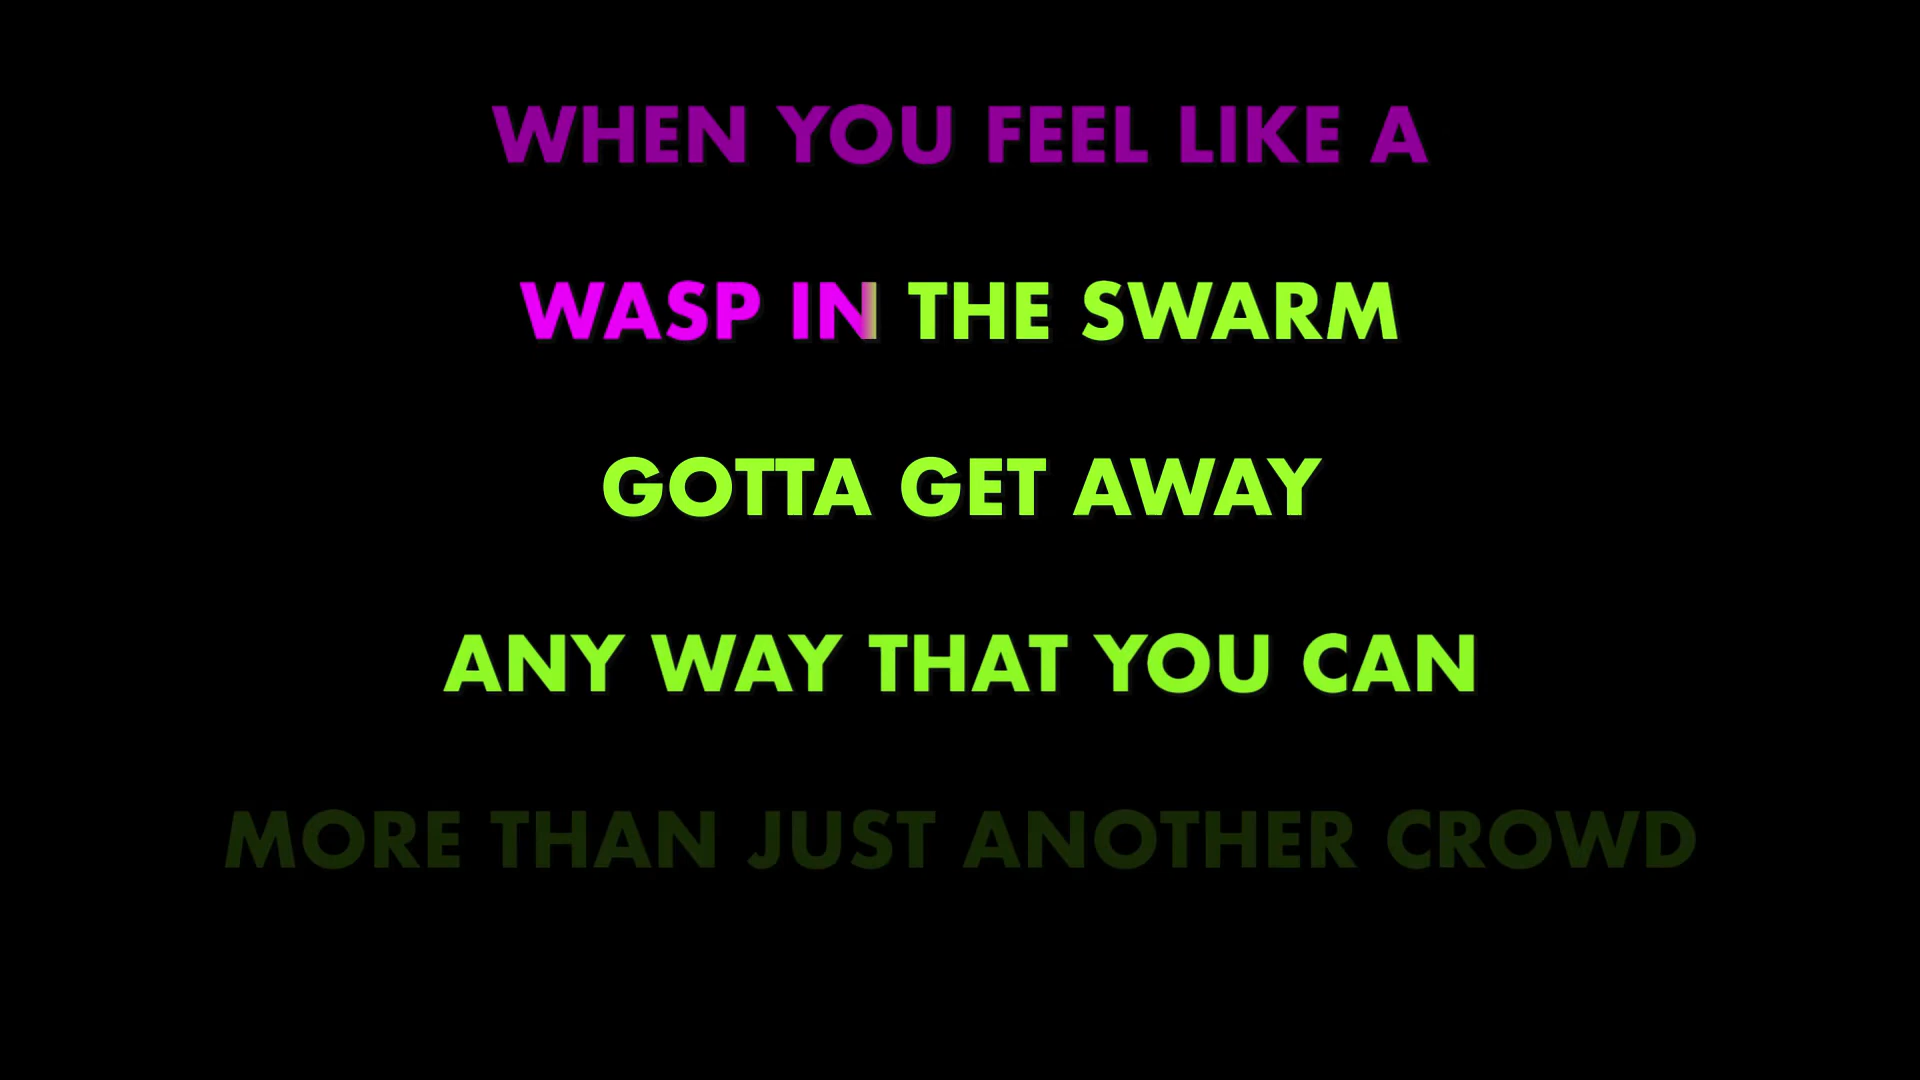 WHEN YOU FEEL LIKE A
WASP IN THE SWARM
GOTTA GET AWAY
ANY WAY THAT YOU CAN
MORE THAN JUST ANOTHER CROWD